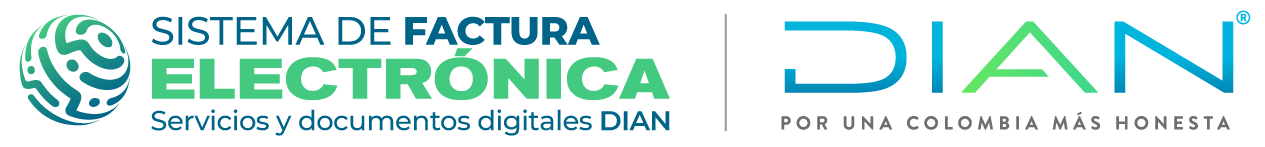 SISTEMA DE FACTURA
ELECTRÓNICA
Servicios y documentos digitales DIAN
DIAN®
POR UNA COLOMBIA MÁS HONESTA